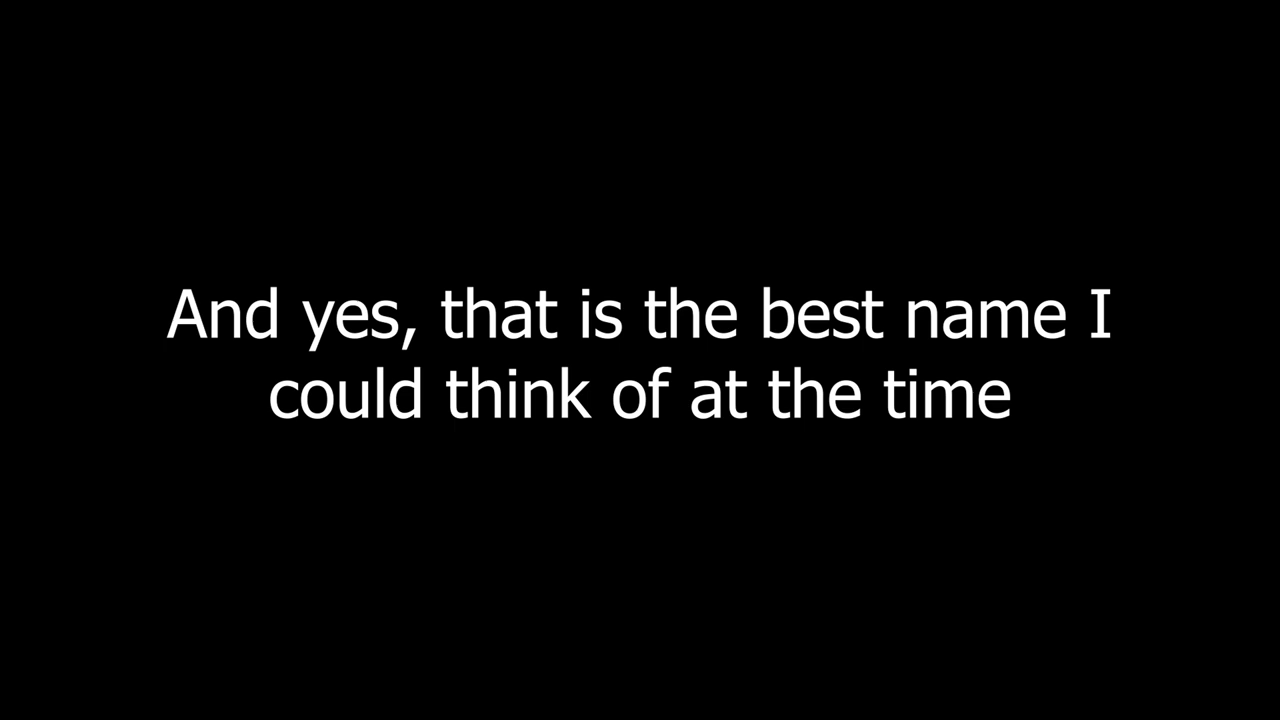 And yes, that is the best name I
could think of at the time